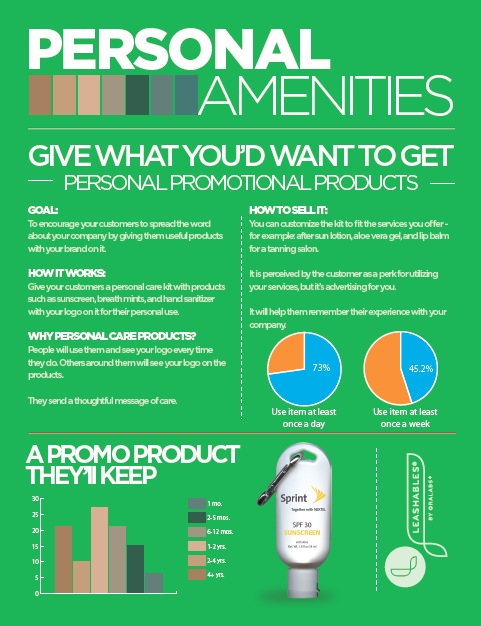 PERSONAL
AMENITIES
GIVE WHAT YOU'D WANT TO GET
PERSONAL PROMOTIONAL PRODUCTS
GOAL:
To encourage your customers to spread the word
about your company by giving them useful products
with your brand on it.
HOW IT WORKS:
Give your customers a personal care kit with products
such as sunscreen, breath mints, and hand sanitizer
with your logo on it for their personal use.
WHY PERSONAL CARE PRODUCTS?
People will use them and see your logo every time
they do. Others around them will see your logo on the
products.
They send a thoughtful message of care.
HOW TO SELL IT:
You can customize the kit to fit the services you offer -
for example: after sun lotion, aloe vera gel, and lip balm
for a tanning salon.
It is perceived by the customer as a perk for utilizing
your services, but it's advertising for you.
It will help them remember their experience with your
company.
73%
45.2%
Use item at least
once a day
Use item at least
once a week
A PROMO PRODUCT
THEY'll KEEP
30
25
20
15
10
5
0
1 mo.
2-5 mos.
6-12 mos.
1-2 yrs.
2-4 yrs.
4+ yrs.
Sprint
Together with NEXTEL
SPF 30
SUNSCREEN
LEASHABLES®
BY ORALABS®